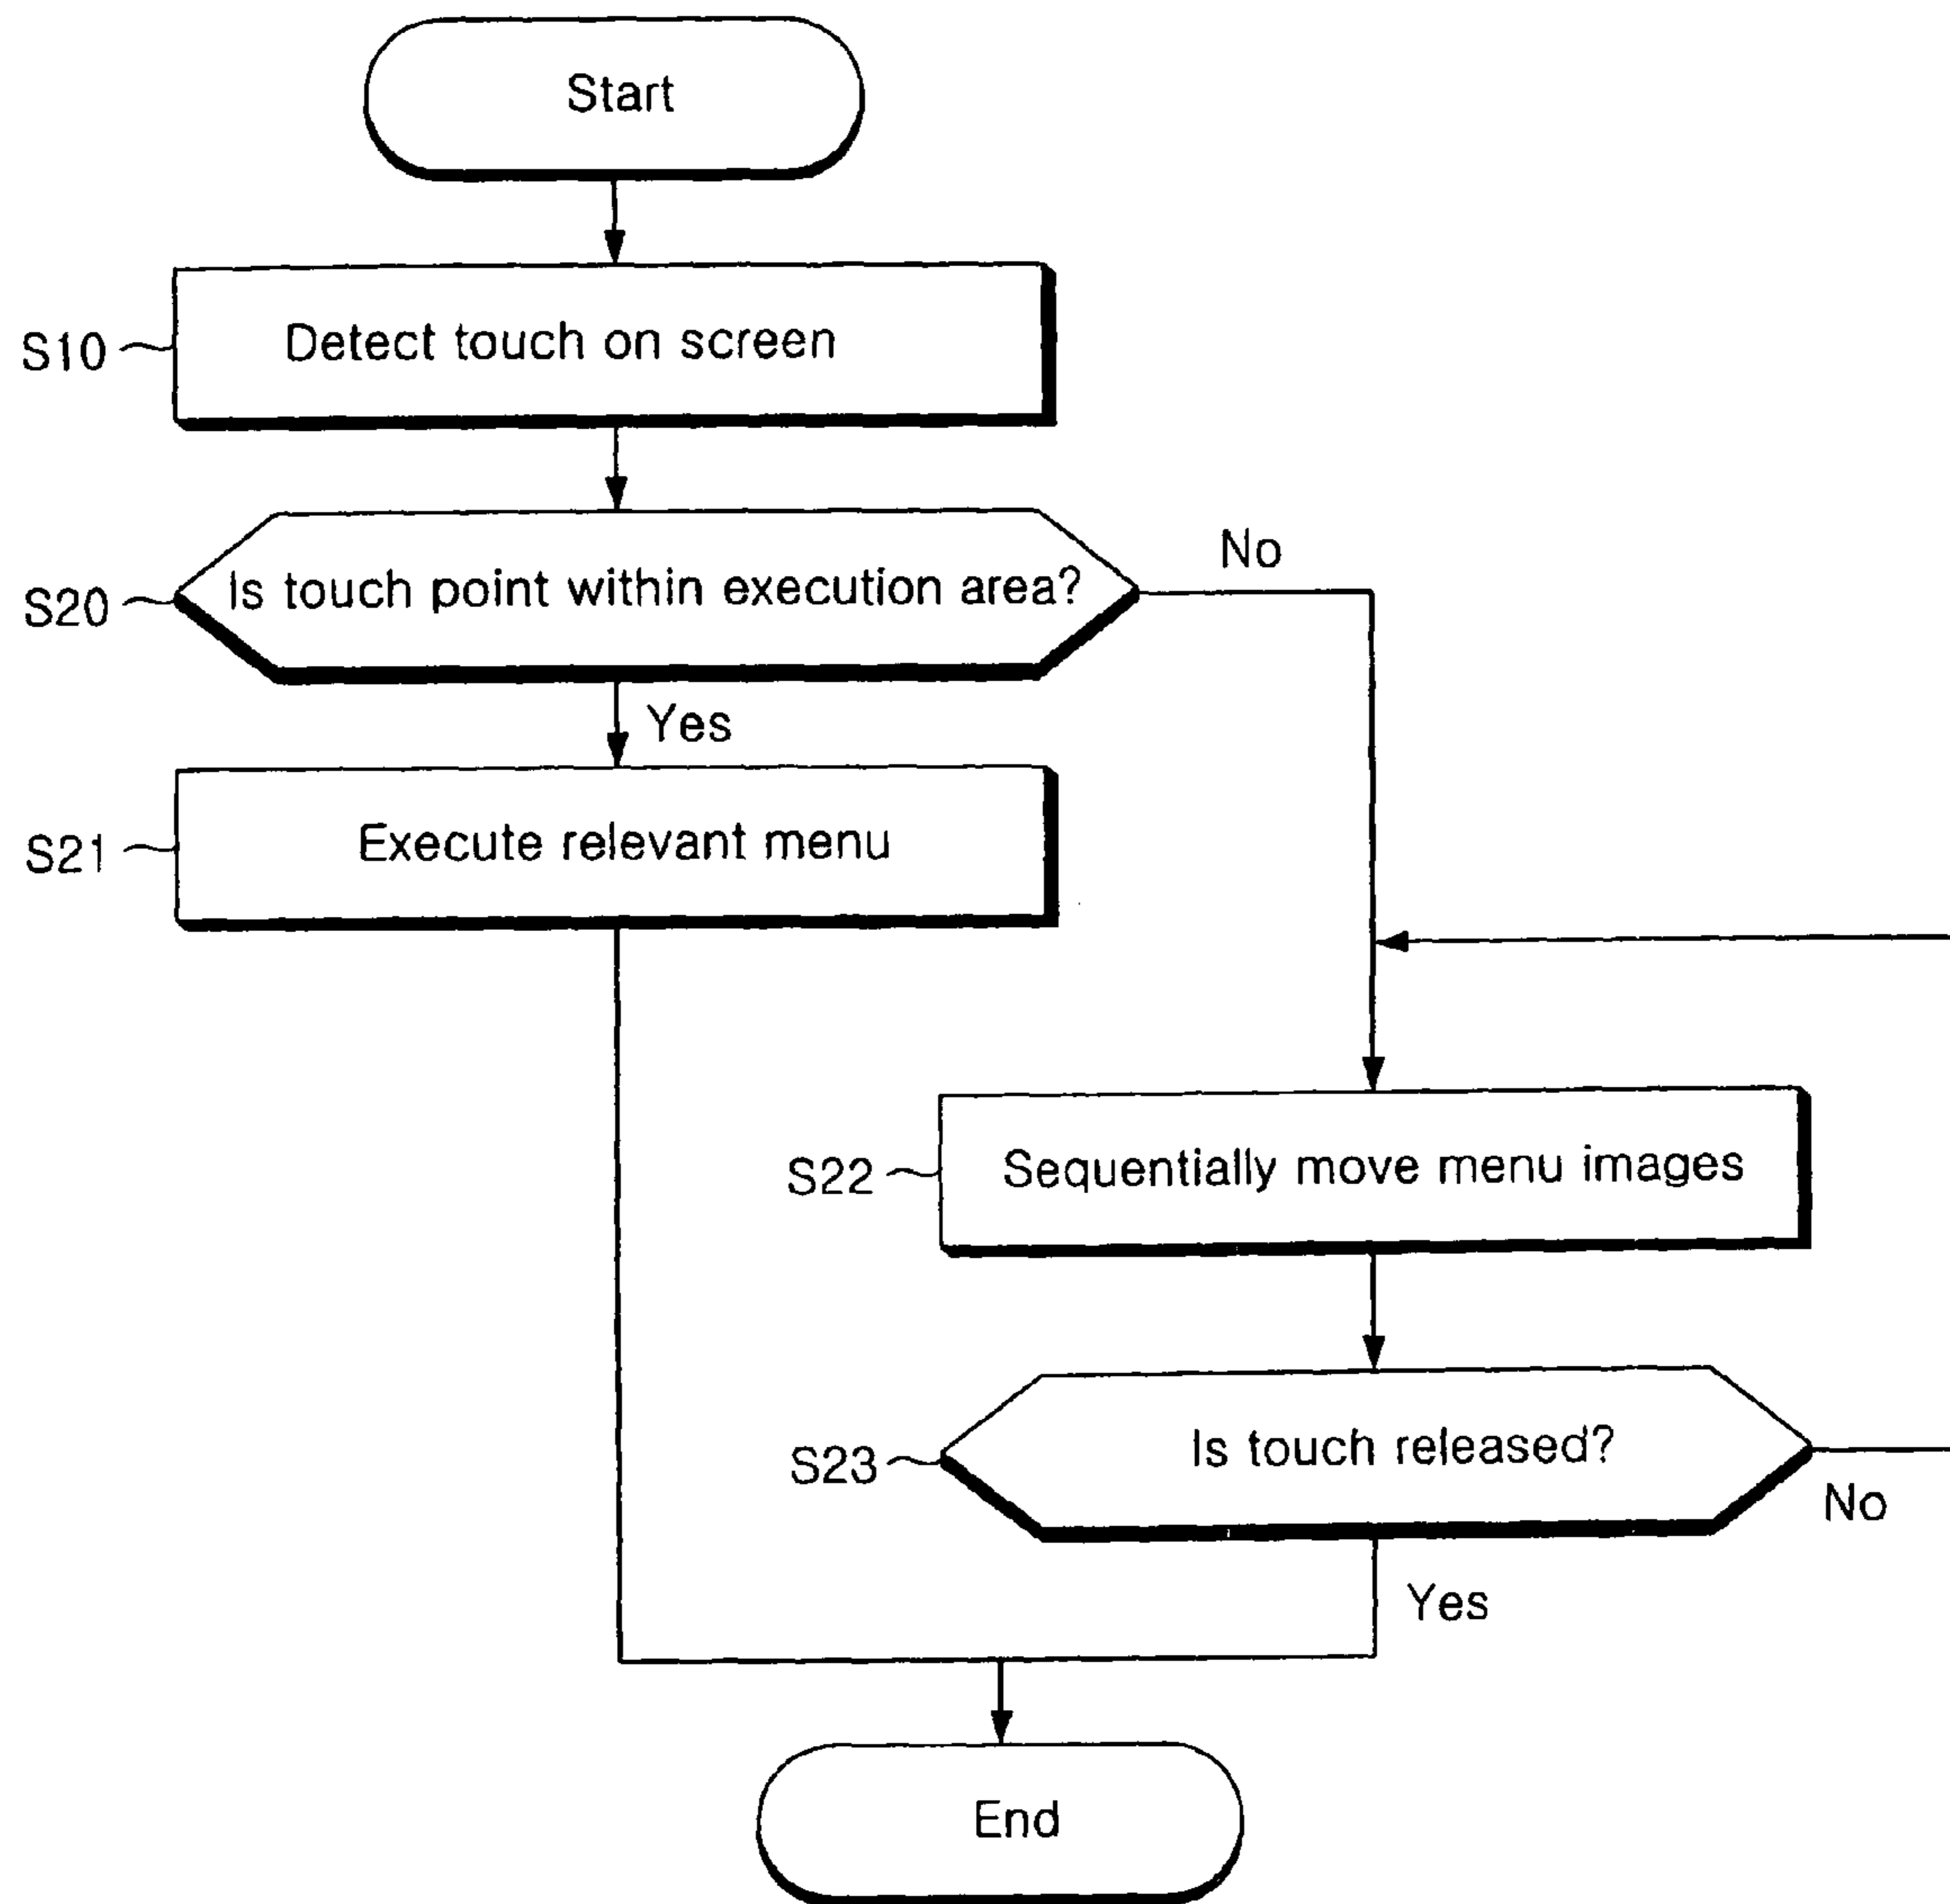 Start
S10
Detect touch on screen
S20
Is touch point within execution area?
No
Yes
S21
Execute relevant menu
S22
Sequentially move menu images
S23
Is touch released?
No
Yes
End